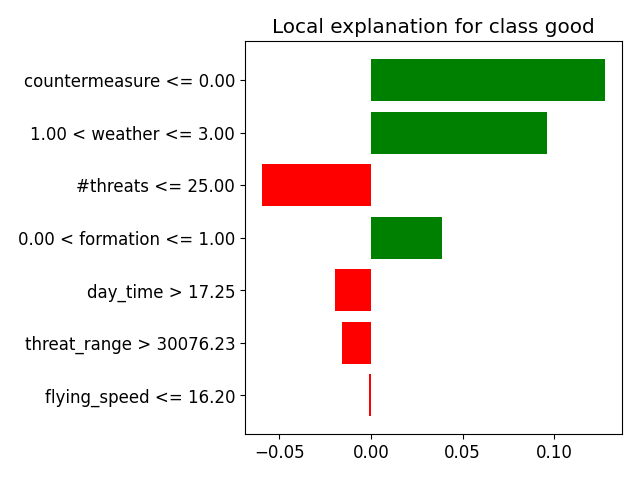 Local explanation for class good
countermeasure <= 0.00
1.00 < weather <= 3.00
#threats <= 25.00
0.00 < formation <= 1.00
day_time > 17.25
threat_range > 30076.23
flying_speed <= 16.20
−0.05 0.00 0.05 0.10